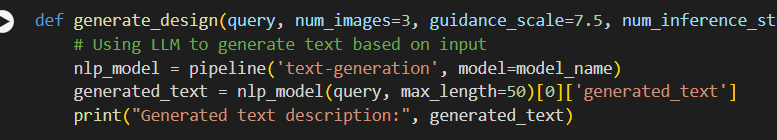 def generate_design(query, num_images=3, guidance_scale=7.5, num_inference_st
# Using LLM to generate text based on input
nlp_model = pipeline('text-generation', model=model_name)
generated_text = nlp_model(query, max_length=50)[0]['generated_text']
print("Generated text description:", generated_text)